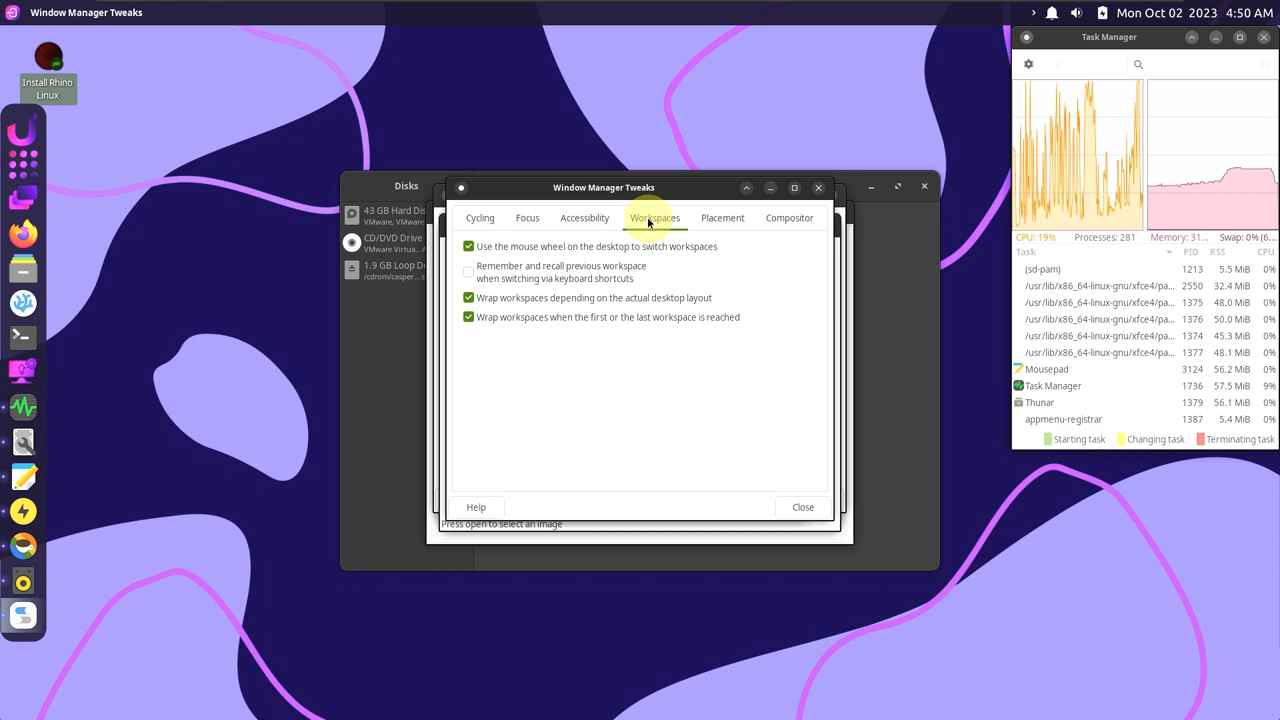 Window Manager Tweaks
Mon Oct 02 2023 4:50 AM
Install Rhino
Linux
Disks
43 GB Hard Dis
VMware, VMware
CD/DVD Drive
VMware Virtua...
1.9 GB Loop De
/cdrom/casper...
Window Manager Tweaks
Cycling
Focus
Accessibility
Workspaces
Placement
Compositor
Use the mouse wheel on the desktop to switch workspaces
Remember and recall previous workspace
when switching via keyboard shortcuts
Wrap workspaces depending on the actual desktop layout
Wrap workspaces when the first or the last workspace is reached
Help
Close
Press open to select an image
Task Manager
CPU: 19% Processes: 281 Memory: 31... Swap: 0% (6....
Task PID RSS CPU
(sd-pam) 1213 5.5 MiB 0%
/usr/lib/x86_64-linux-gnu/xfce4/pa... 2550 32.4 MiB 0%
/usr/lib/x86_64-linux-gnu/xfce4/pa... 1375 48.0 MiB 0%
/usr/lib/x86_64-linux-gnu/xfce4/pa... 1376 50.0 MiB 0%
/usr/lib/x86_64-linux-gnu/xfce4/pa... 1374 45.3 MiB 0%
/usr/lib/x86_64-linux-gnu/xfce4/pa... 1377 48.1 MiB 0%
Mousepad 3124 56.2 MiB 0%
Task Manager 1736 57.5 MiB 9%
Thunar 1379 56.1 MiB 0%
appmenu-registrar 1387 5.4 MiB 0%
Starting task Changing task Terminating task